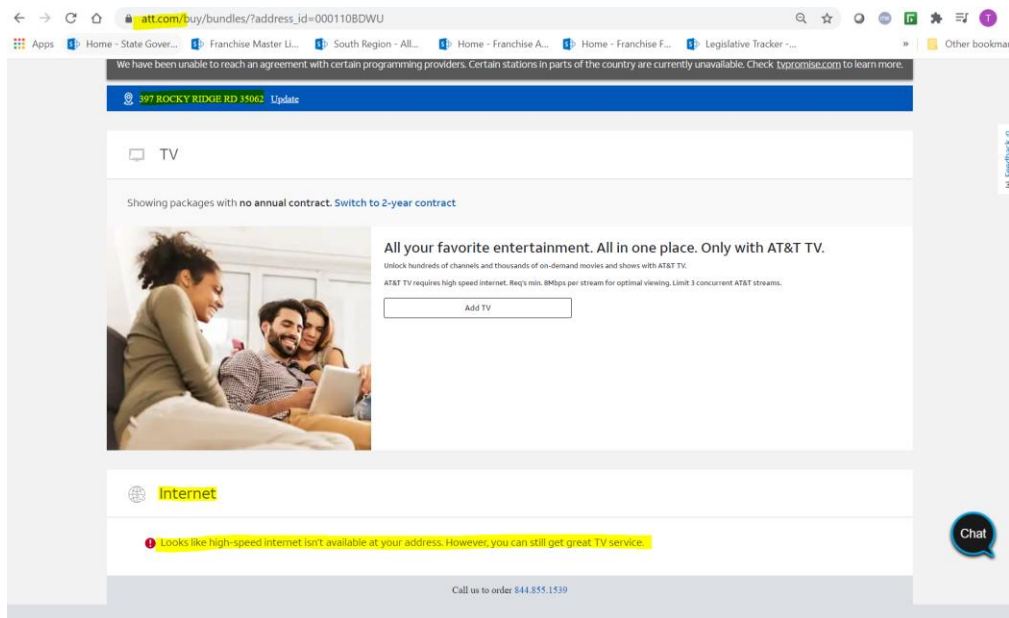 att.com/buy/bundles/?address_id=000110BDWU
T
Apps Home - State Gover... Franchise Master Li... South Region - All... Home - Franchise A... Home - Franchise F... Legislative Tracker -... » Other bookmar
We have been unable to reach an agreement with certain programming providers. Certain stations in parts of the country are currently unavailable. Check tvpromise.com to learn more.
397 ROCKY RIDGE RD 35062 Update
Feedback
TV
Showing packages with no annual contract. Switch to 2-year contract
All your favorite entertainment. All in one place. Only with AT&T TV.
Unlock hundreds of channels and thousands of on-demand movies and shows with AT&T TV.
AT&T TV requires high speed internet. Req's min. 8Mbps per stream for optimal viewing. Limit 3 concurrent AT&T streams.
Add TV
Internet
Looks like high-speed internet isn't available at your address. However, you can still get great TV service.
Chat
Call us to order 844.855.1539